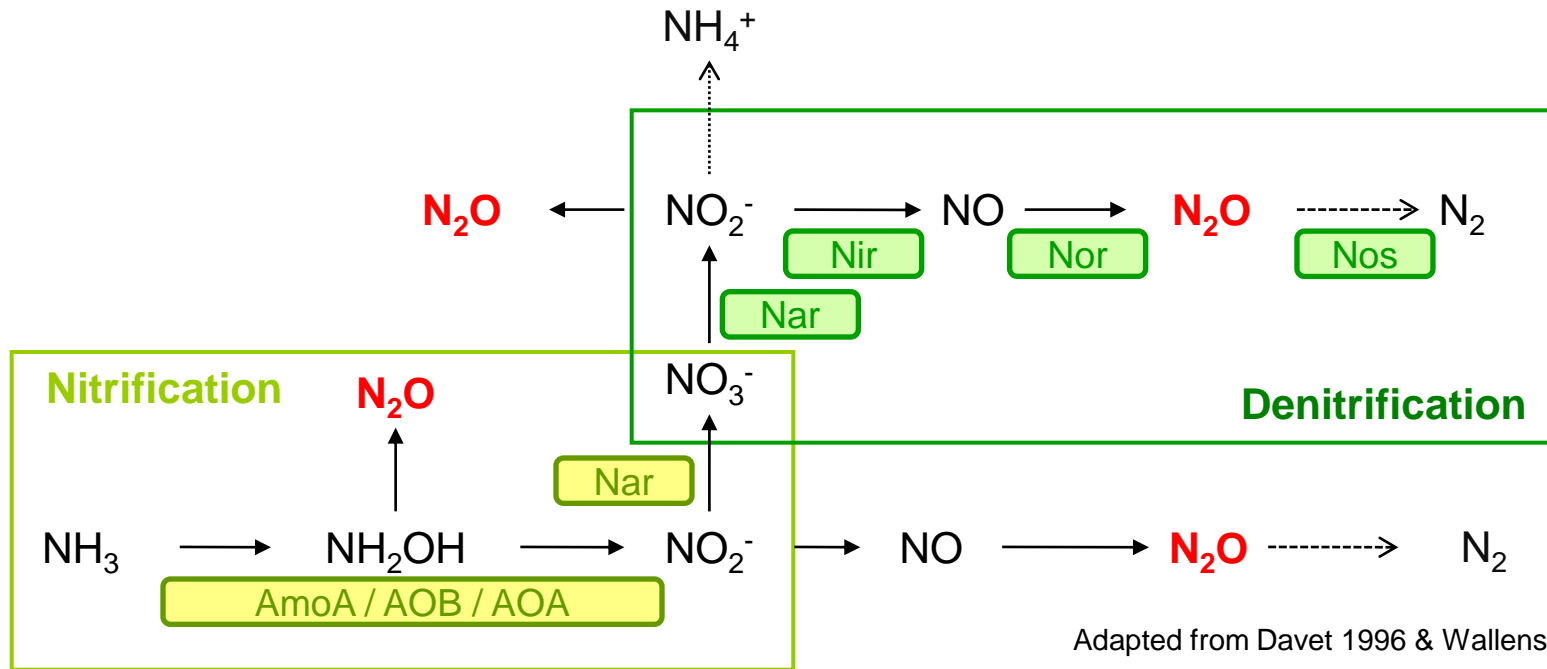 NH₄⁺
N₂O NO₂⁻ NO N₂O N₂
Nir Nor Nos
Nar
Nitrification N₂O NO₃⁻ Denitrification
Nar
NH₃ NH₂OH NO₂⁻ NO N₂O N₂
AmoA / AOB / AOA
Adapted from Davet 1996 & Wallens